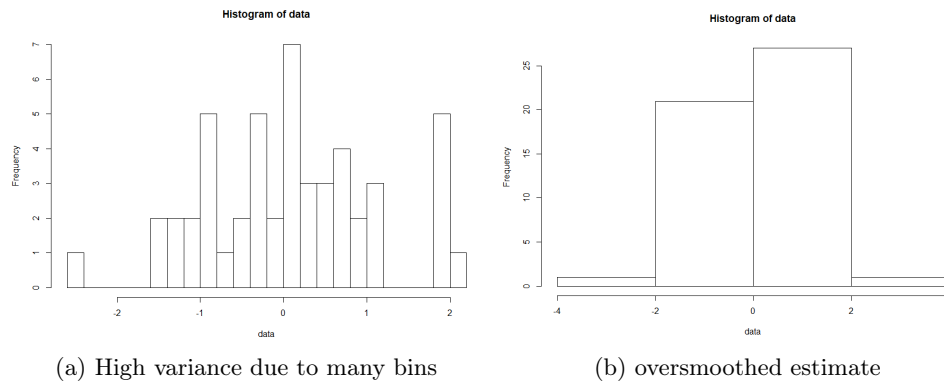 Histogram of data
Frequency
7
6
5
4
3
2
1
0
-2 -1 0 1 2
data
(a) High variance due to many bins
Histogram of data
Frequency
25
20
15
10
5
0
-4 -2 0 2
data
(b) oversmoothed estimate